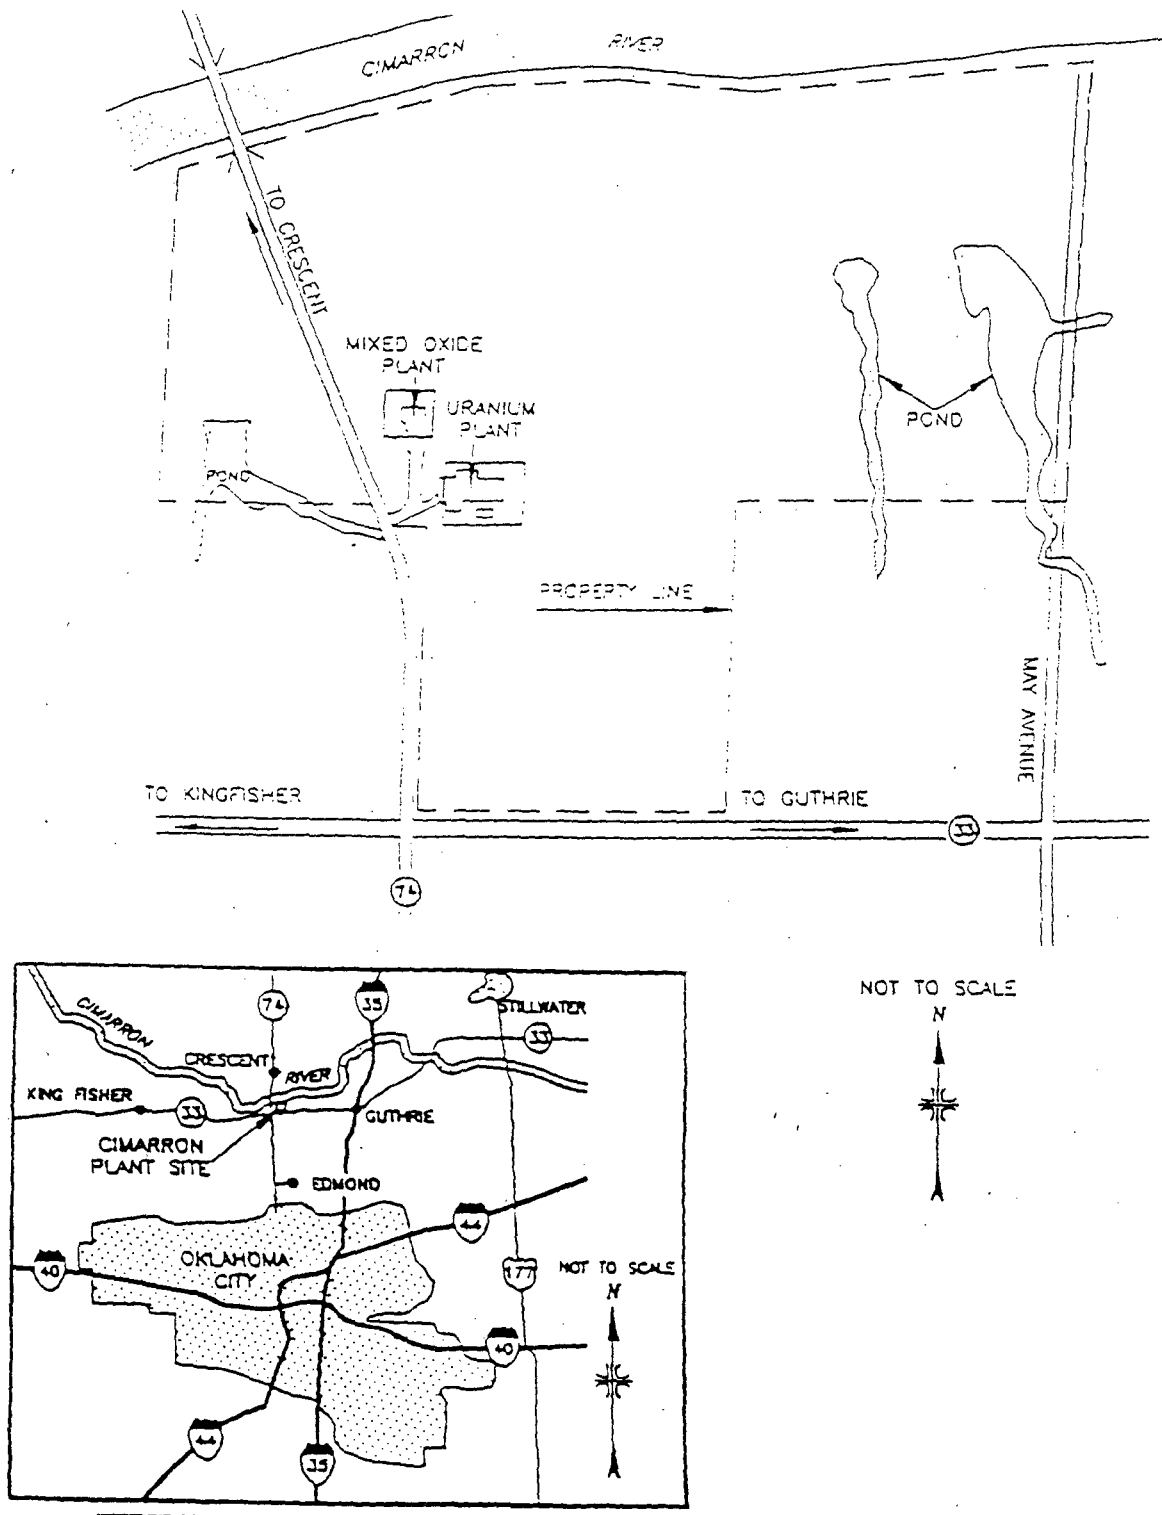 CIMARRON RIVER
TO CRESCENT
MIXED OXIDE
PLANT
URANIUM
PLANT
POND
POND
PROPERTY LINE
MAY AVENUE
TO KINGFISHER
TO GUTHRIE
33
74
NOT TO SCALE
N
CIMARRON
RIVER
74
35
STILLWATER
33
CRESCENT
KING FISHER
33
GUTHRIE
CIMARRON
PLANT SITE
EDMOND
44
OKLAHOMA
CITY
40
177
NOT TO SCALE
N
40
44
35